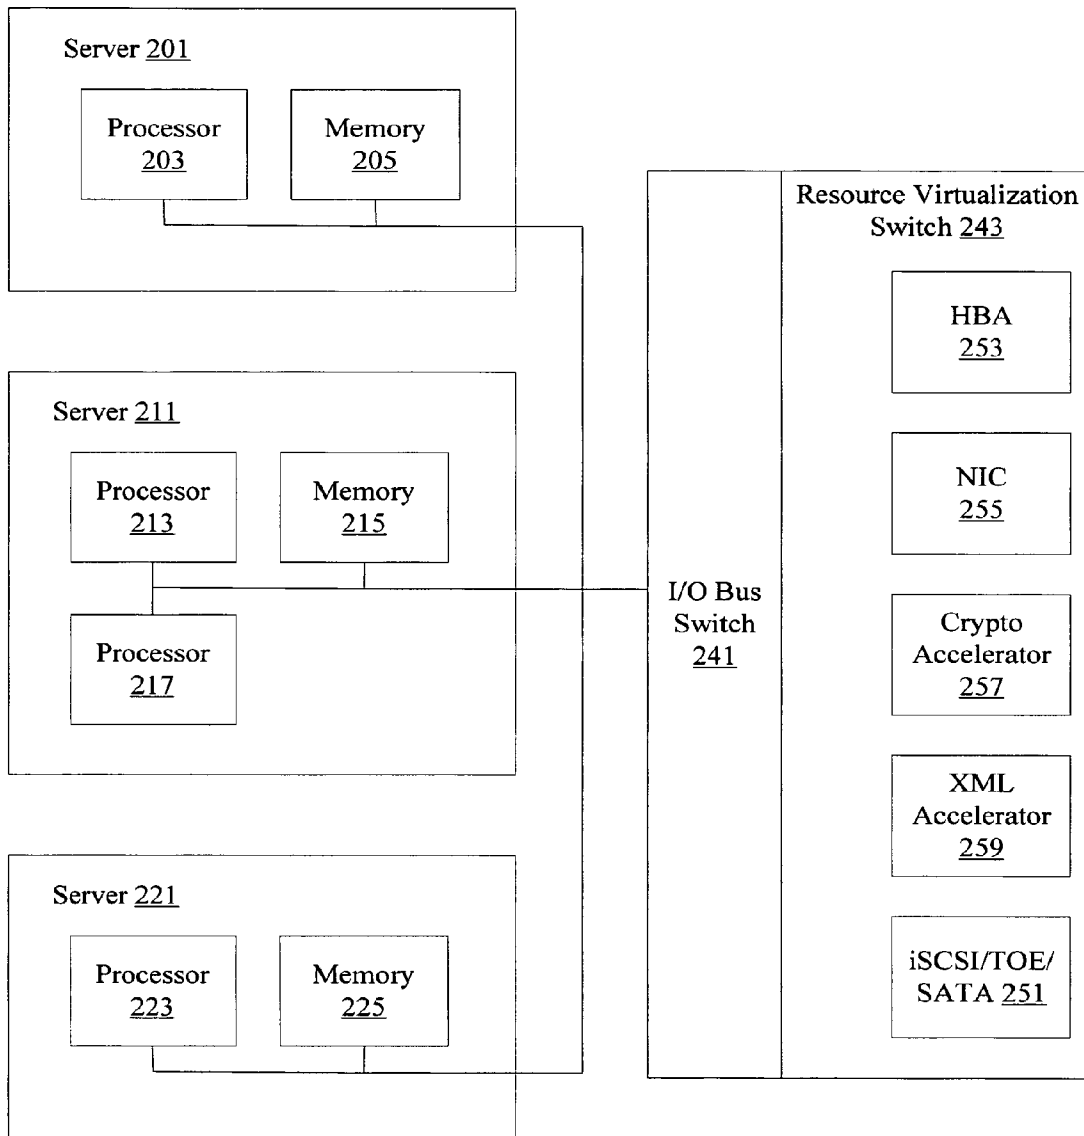 Server 201
Processor
203
Memory
205
Server 211
Processor
213
Memory
215
Processor
217
Server 221
Processor
223
Memory
225
I/O Bus
Switch
241
Resource Virtualization
Switch 243
HBA
253
NIC
255
Crypto
Accelerator
257
XML
Accelerator
259
iSCSI/TOE/
SATA 251